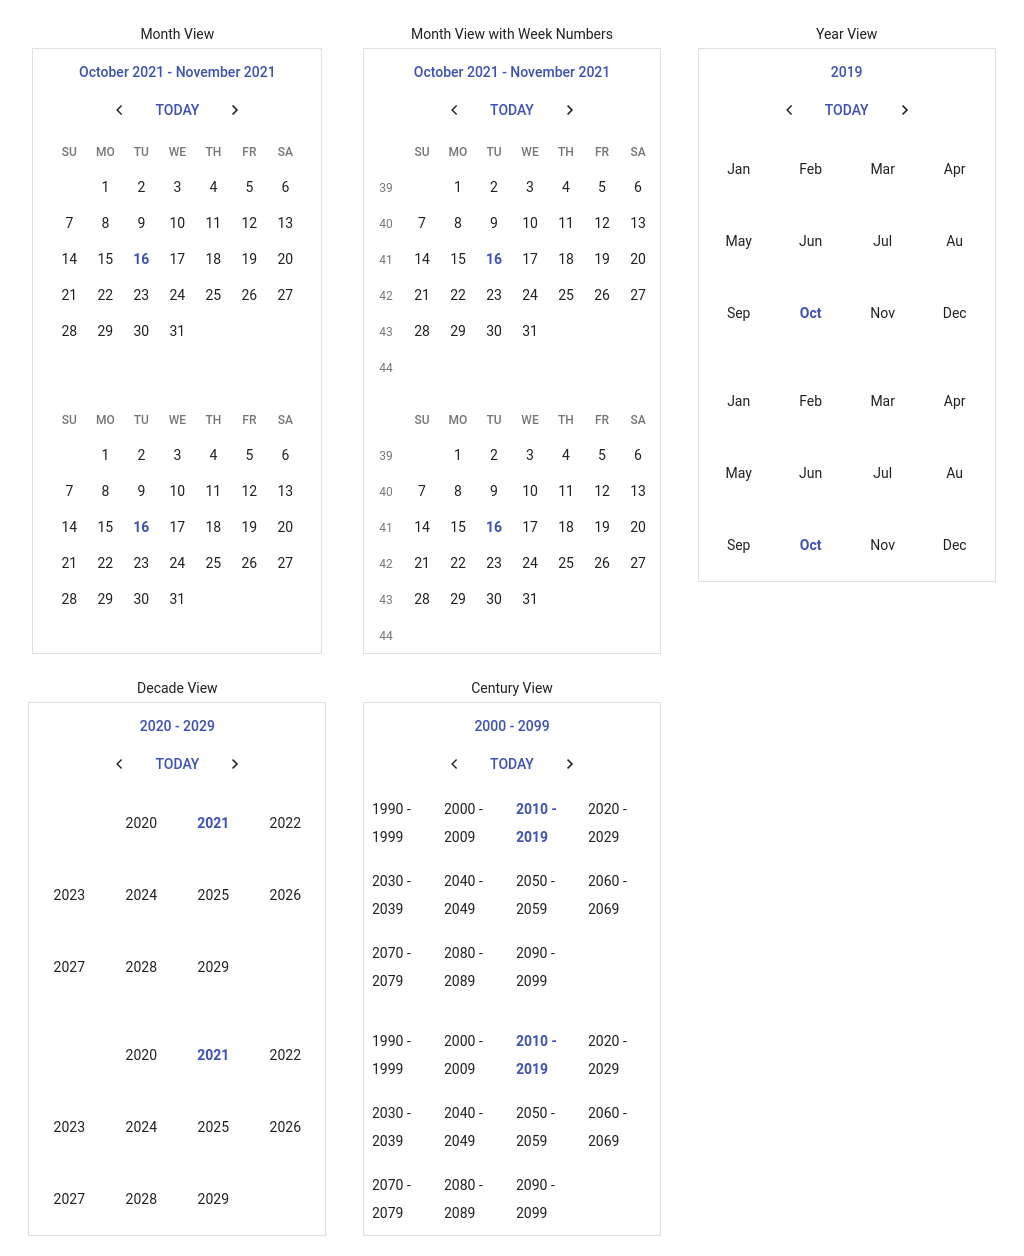 Month View
October 2021 - November 2021
TODAY
SU MO TU WE TH FR SA
1 2 3 4 5 6
7 8 9 10 11 12 13
14 15 16 17 18 19 20
21 22 23 24 25 26 27
28 29 30 31
SU MO TU WE TH FR SA
1 2 3 4 5 6
7 8 9 10 11 12 13
14 15 16 17 18 19 20
21 22 23 24 25 26 27
28 29 30 31
Month View with Week Numbers
October 2021 - November 2021
TODAY
SU MO TU WE TH FR SA
39 1 2 3 4 5 6
40 7 8 9 10 11 12 13
41 14 15 16 17 18 19 20
42 21 22 23 24 25 26 27
43 28 29 30 31
44
SU MO TU WE TH FR SA
39 1 2 3 4 5 6
40 7 8 9 10 11 12 13
41 14 15 16 17 18 19 20
42 21 22 23 24 25 26 27
43 28 29 30 31
44
Year View
2019
TODAY
Jan Feb Mar Apr
May Jun Jul Au
Sep Oct Nov Dec
Jan Feb Mar Apr
May Jun Jul Au
Sep Oct Nov Dec
Decade View
2020 - 2029
TODAY
2020 2021 2022
2023 2024 2025 2026
2027 2028 2029
2020 2021 2022
2023 2024 2025 2026
2027 2028 2029
Century View
2000 - 2099
TODAY
1990 - 2000 - 2010 - 2020 -
1999 2009 2019 2029
2030 - 2040 - 2050 - 2060 -
2039 2049 2059 2069
2070 - 2080 - 2090 -
2079 2089 2099
1990 - 2000 - 2010 - 2020 -
1999 2009 2019 2029
2030 - 2040 - 2050 - 2060 -
2039 2049 2059 2069
2070 - 2080 - 2090 -
2079 2089 2099